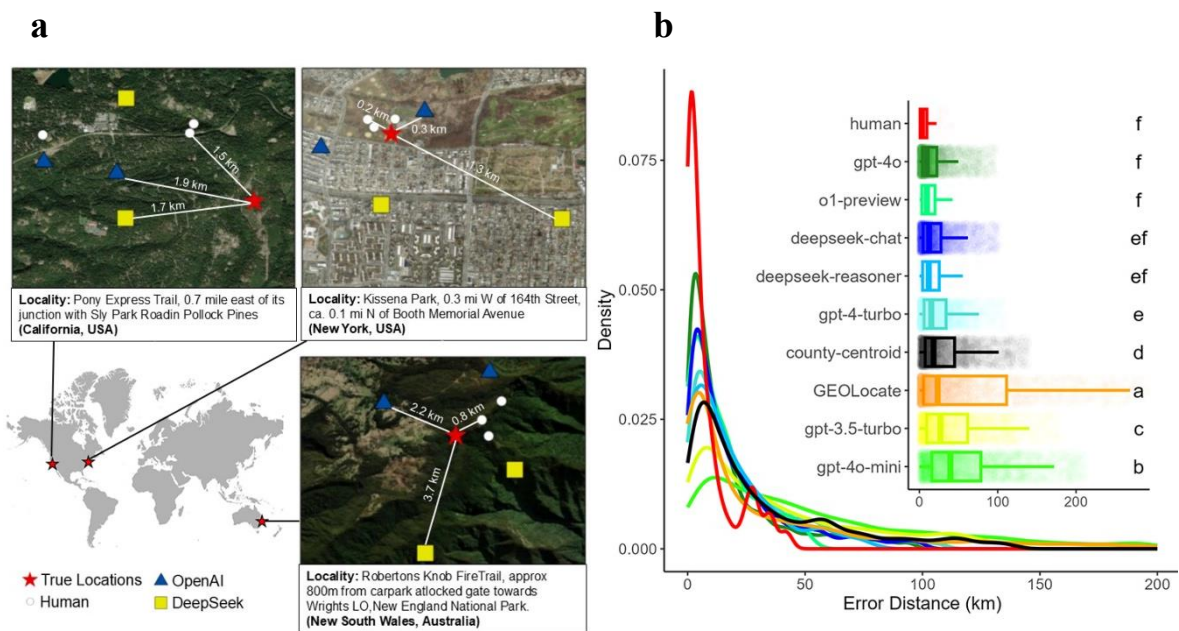 a
b
1.5 km
1.9 km
1.7 km
0.2 km
0.3 km
1.3 km
Locality: Pony Express Trail, 0.7 mile east of its
junction with Sly Park Roadin Pollock Pines
(California, USA)
Locality: Kissena Park, 0.3 mi W of 164th Street,
ca. 0.1 mi N of Booth Memorial Avenue
(New York, USA)
2.2 km
0.8 km
3.7 km
Locality: Robertons Knob FireTrail, approx
800m from carpark atlocked gate towards
Wrights LO,New England National Park.
(New South Wales, Australia)
True Locations
OpenAI
Human
DeepSeek
Density
0.075
0.050
0.025
0.000
0
50
100
150
200
Error Distance (km)
human f
gpt-4o f
o1-preview f
deepseek-chat ef
deepseek-reasoner ef
gpt-4-turbo e
county-centroid d
GEOLocate a
gpt-3.5-turbo c
gpt-4o-mini b
0
100
200